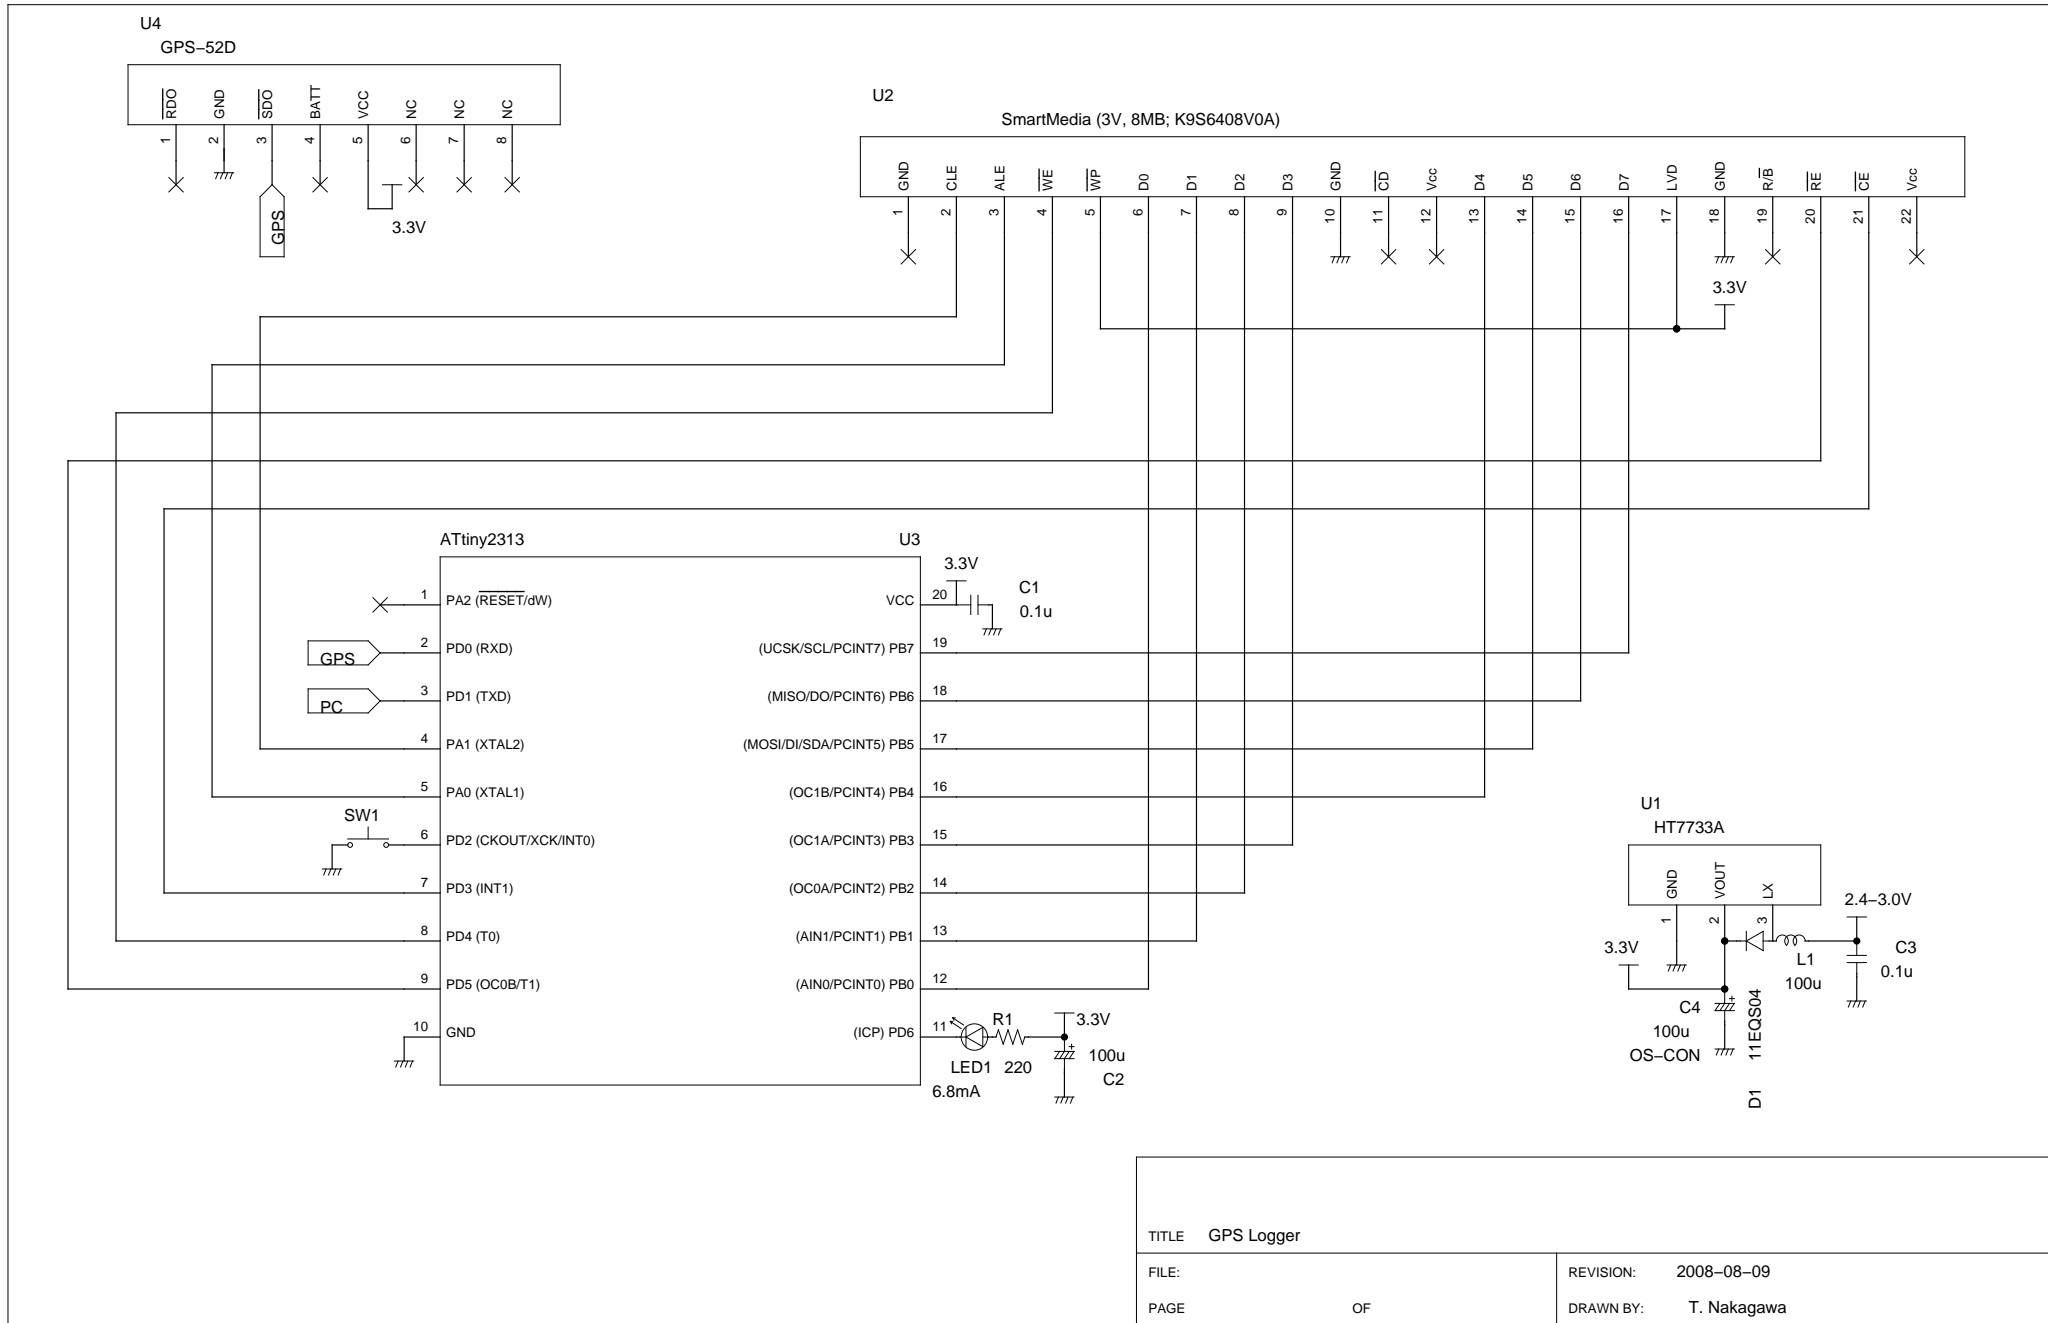 U4
GPS−52D
RDO
GND
SDO
BATT
VCC
NC
NC
NC
1
2
3
4
5
6
7
8
GPS
3.3V
U2
SmartMedia (3V, 8MB; K9S6408V0A)
GND
CLE
ALE
WE
WP
D0
D1
D2
D3
GND
CD
Vcc
D4
D5
D6
D7
LVD
GND
R/B
RE
CE
Vcc
1
2
3
4
5
6
7
8
9
10
11
12
13
14
15
16
17
18
19
20
21
22
3.3V
ATtiny2313
U3
1 PA2 (RESET/dW)
2 PD0 (RXD)
3 PD1 (TXD)
4 PA1 (XTAL2)
5 PA0 (XTAL1)
6 PD2 (CKOUT/XCK/INT0)
7 PD3 (INT1)
8 PD4 (T0)
9 PD5 (OC0B/T1)
10 GND
GPS
PC
SW1
VCC 20
(UCSK/SCL/PCINT7) PB7 19
(MISO/DO/PCINT6) PB6 18
(MOSI/DI/SDA/PCINT5) PB5 17
(OC1B/PCINT4) PB4 16
(OC1A/PCINT3) PB3 15
(OC0A/PCINT2) PB2 14
(AIN1/PCINT1) PB1 13
(AIN0/PCINT0) PB0 12
(ICP) PD6 11
3.3V
C1
0.1u
R1
3.3V
LED1
220
6.8mA
+
100u
C2
U1
HT7733A
GND
VOUT
LX
1
2
3
2.4−3.0V
3.3V
L1
100u
C3
0.1u
C4
+
100u
OS−CON
11EQS04
D1
TITLE GPS Logger
FILE:
REVISION: 2008−08−09
PAGE OF
DRAWN BY: T. Nakagawa